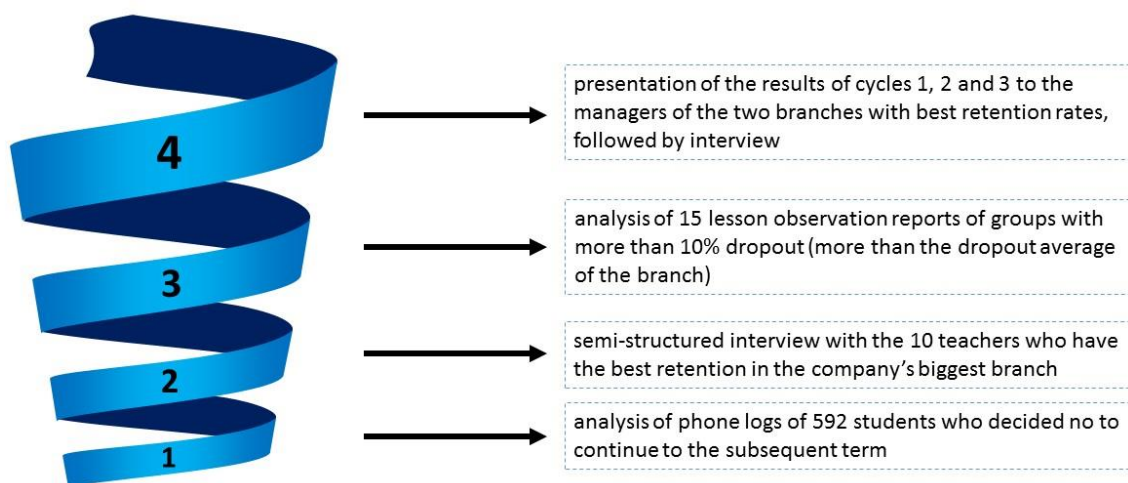 4
presentation of the results of cycles 1, 2 and 3 to the
managers of the two branches with best retention rates,
followed by interview
3
analysis of 15 lesson observation reports of groups with
more than 10% dropout (more than the dropout average
of the branch)
2
semi-structured interview with the 10 teachers who have
the best retention in the company's biggest branch
1
analysis of phone logs of 592 students who decided no to
continue to the subsequent term